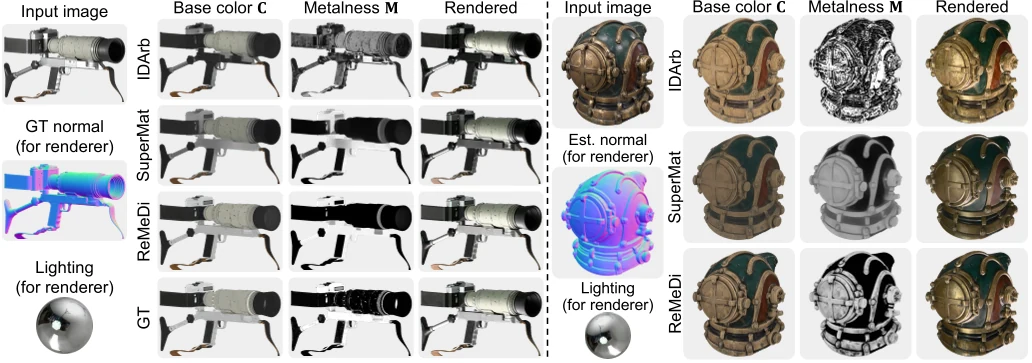 Input image
Base color C
Metalness M
Rendered
IDArb
GT normal
(for renderer)
SuperMat
ReMeDi
Lighting
(for renderer)
GT
Input image
Base color C
Metalness M
Rendered
IDArb
Est. normal
(for renderer)
SuperMat
Lighting
(for renderer)
ReMeDi